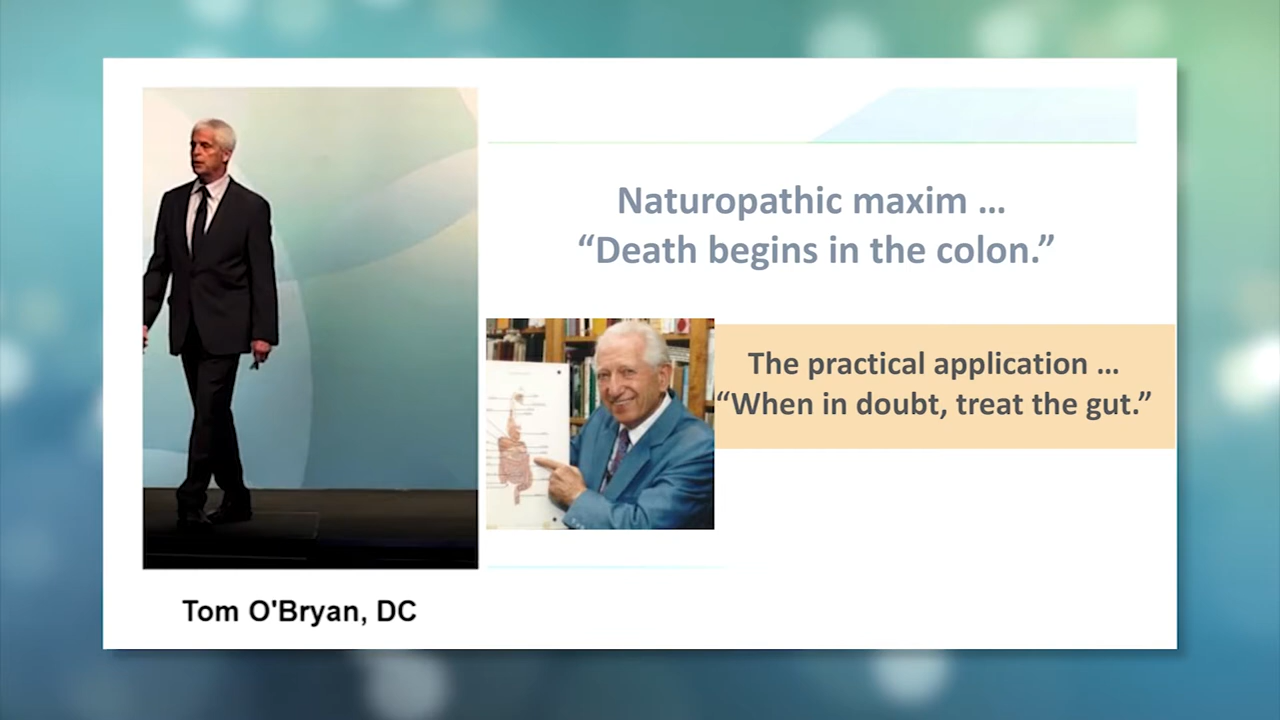 Naturopathic maxim ...
“Death begins in the colon.”
The practical application ...
“When in doubt, treat the gut.”
Tom O'Bryan, DC